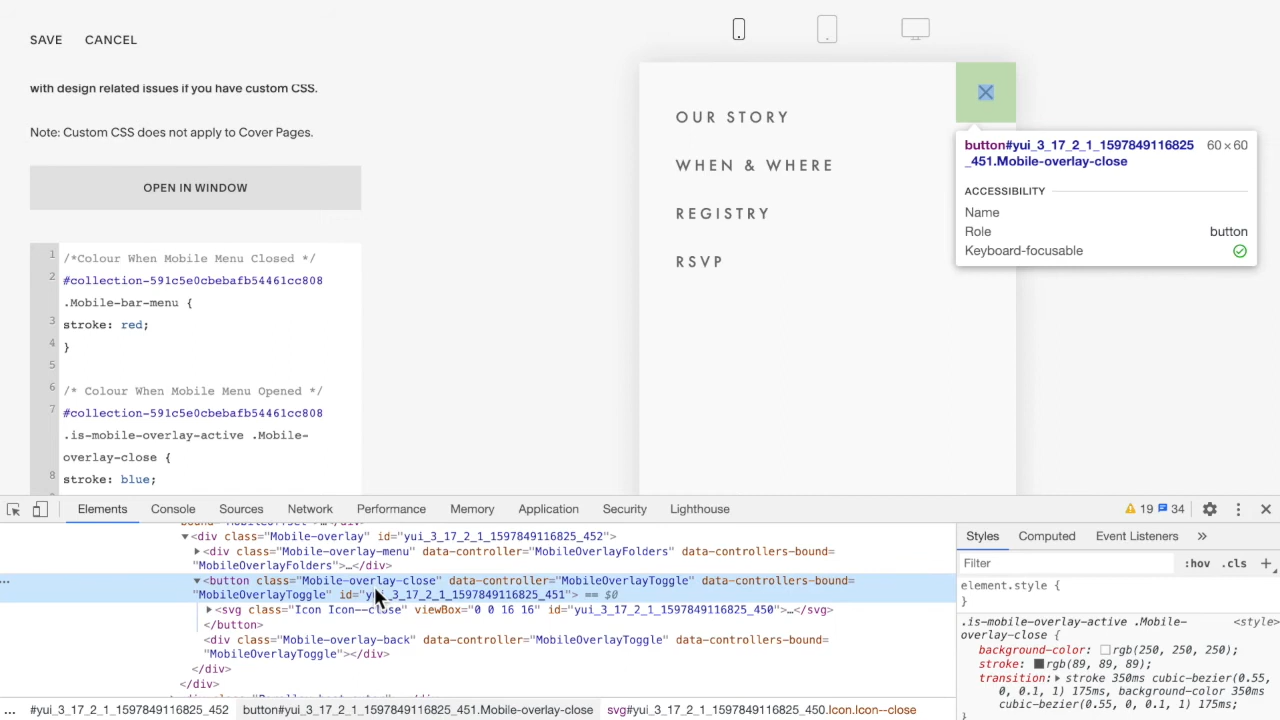 SAVE CANCEL
with design related issues if you have custom CSS.
Note: Custom CSS does not apply to Cover Pages.
OPEN IN WINDOW
1 /*Colour When Mobile Menu Closed */
2 #collection-591c5e0cbebafb54461cc808
.Mobile-bar-menu {
3 stroke: red;
4 }
5
6 /* Colour When Mobile Menu Opened */
7 #collection-591c5e0cbebafb54461cc808
.is-mobile-overlay-active .Mobile-
overlay-close {
8 stroke: blue;
OUR STORY
WHEN & WHERE
REGISTRY
RSVP
button#yui_3_17_2_1_1597849116825 60 × 60
_451.Mobile-overlay-close
ACCESSIBILITY
Name
Role button
Keyboard-focusable
Elements Console Sources Network Performance Memory Application Security Lighthouse 19 34
<div class="Mobile-overlay" id="yui_3_17_2_1_1597849116825_452">
<div class="Mobile-overlay-menu" data-controller="MobileOverlayFolders" data-controllers-bound=
"MobileOverlayFolders">…</div>
… <button class="Mobile-overlay-close" data-controller="MobileOverlayToggle" data-controllers-bound=
"MobileOverlayToggle" id="yui_3_17_2_1_1597849116825_451"> == $0
<svg class="Icon Icon--close" viewBox="0 0 16 16" id="yui_3_17_2_1_1597849116825_450">…</svg>
</button>
<div class="Mobile-overlay-back" data-controller="MobileOverlayToggle" data-controllers-bound=
"MobileOverlayToggle"></div>
</div>
</div>
… #yui_3_17_2_1_1597849116825_452 button#yui_3_17_2_1_1597849116825_451.Mobile-overlay-close svg#yui_3_17_2_1_1597849116825_450.Icon.Icon--close
Styles Computed Event Listeners »
Filter :hov .cls +
element.style {
}
.is-mobile-overlay-active .Mobile- <style>
overlay-close {
background-color: rgb(250, 250, 250);
stroke: rgb(89, 89, 89);
transition: stroke 350ms cubic-bezier(0.55,
0, 0.1, 1) 175ms, background-color 350ms
cubic-bezier(0.55, 0, 0.1, 1) 175ms;
}